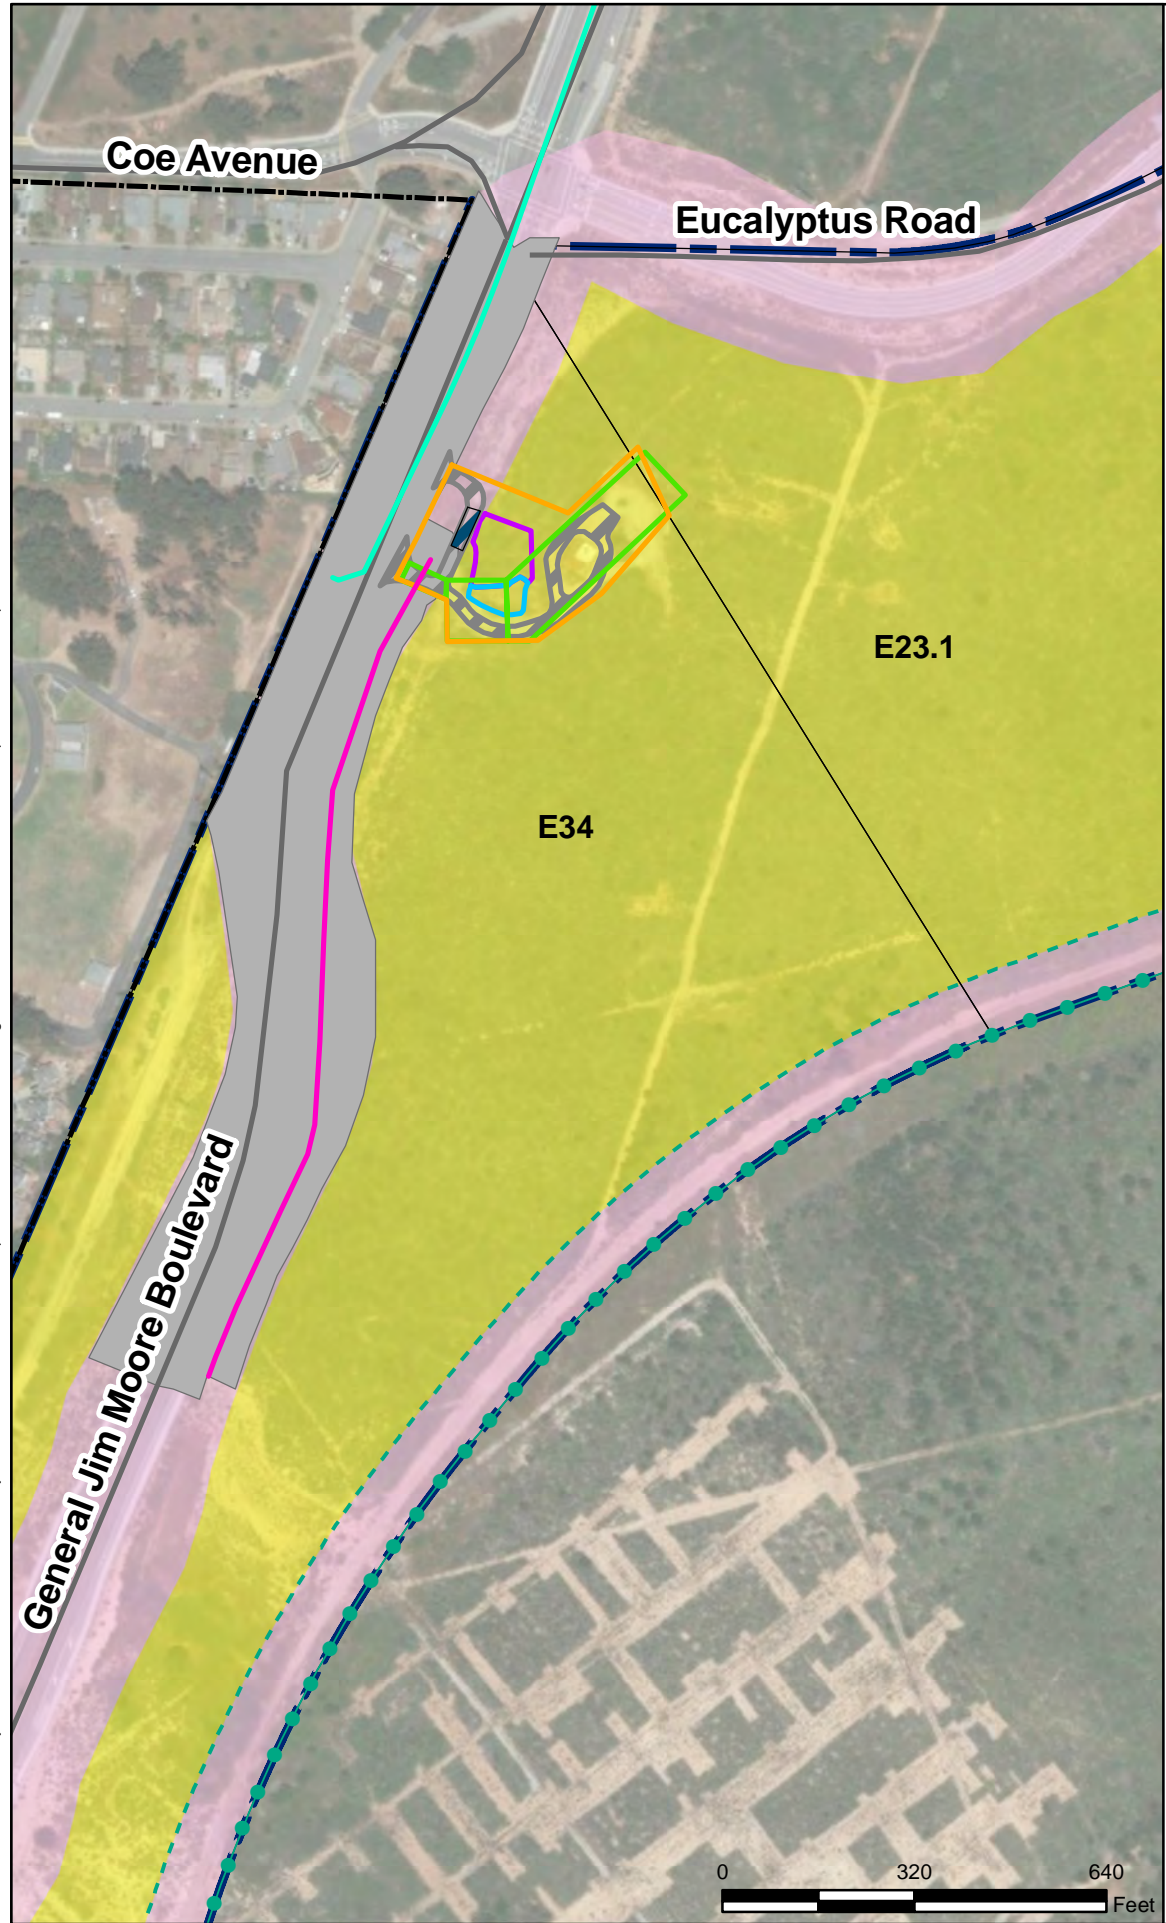 Coe Avenue
Eucalyptus Road
E23.1
E34
General Jim Moore Boulevard
0 320 640
Feet